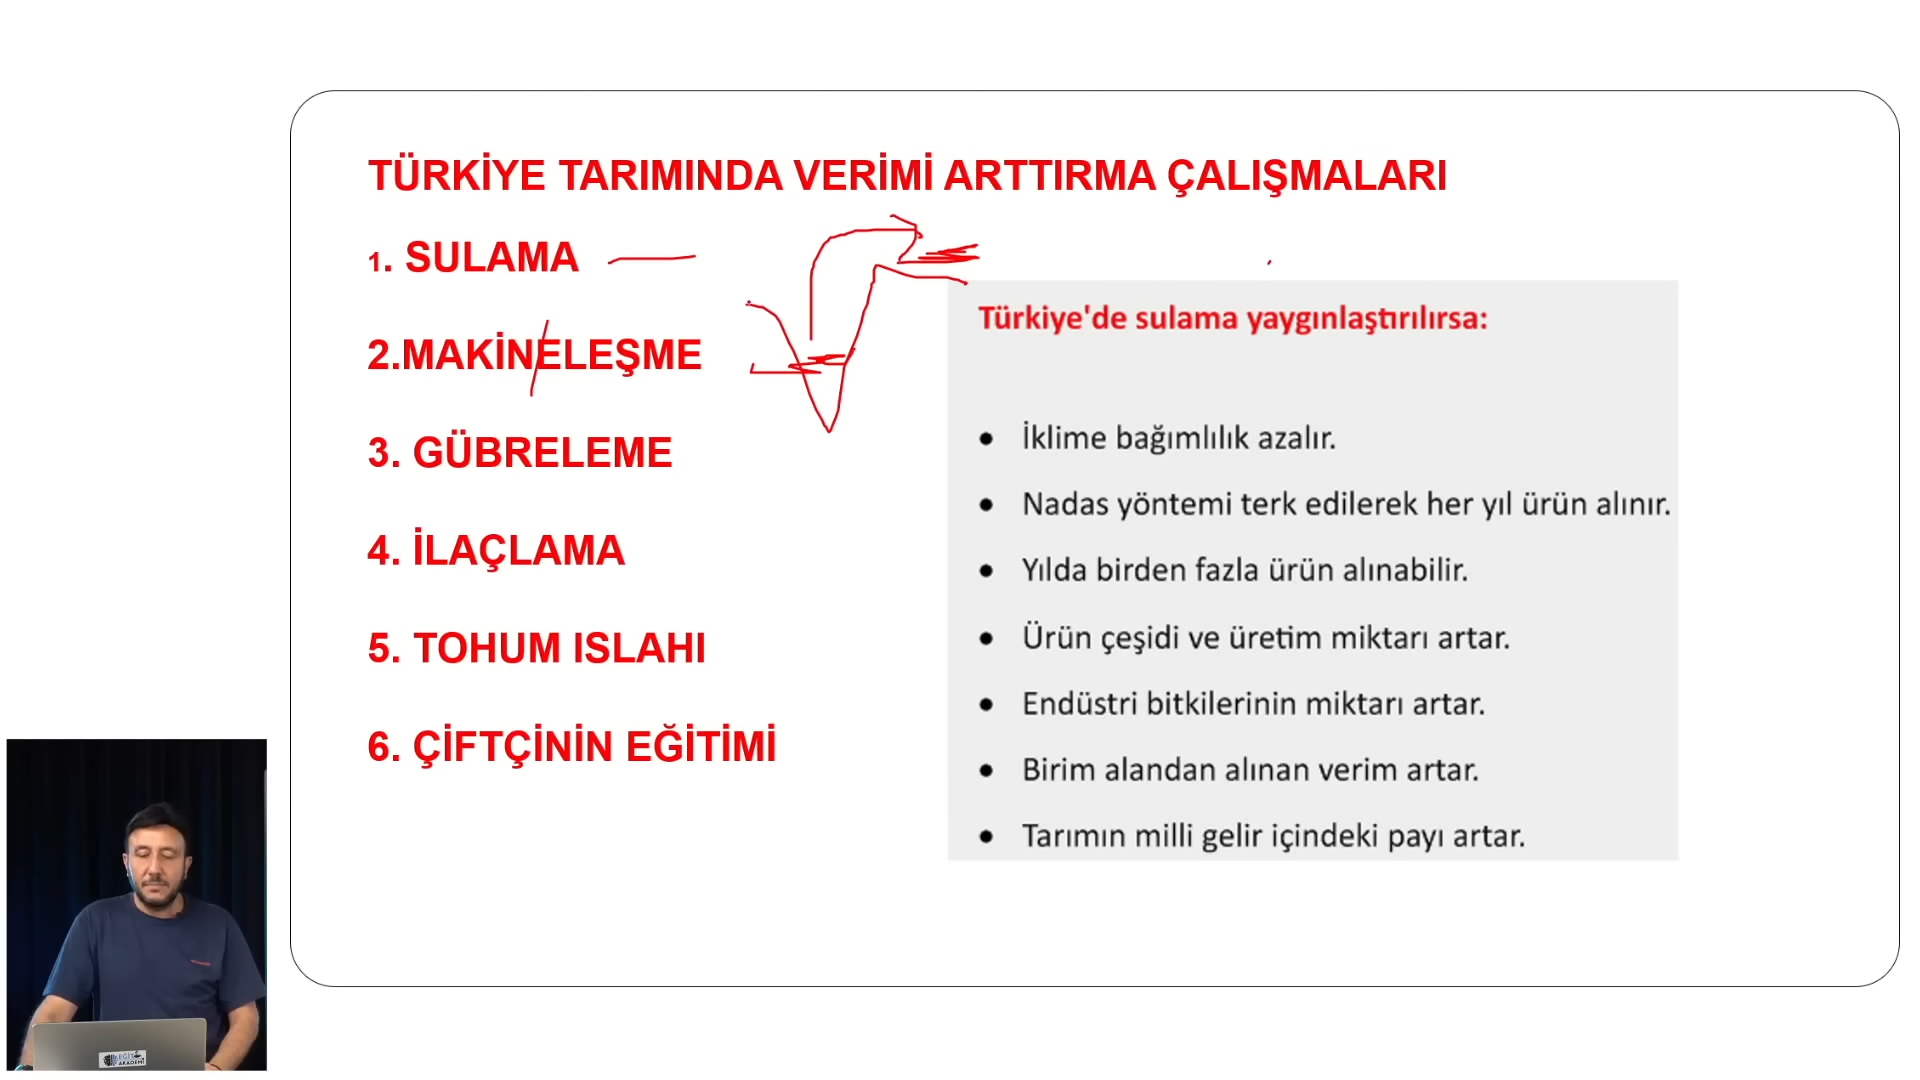 TÜRKİYE TARIMINDA VERİMİ ARTTIRMA ÇALIŞMALARI
1. SULAMA
2.MAKİNELEŞME
3. GÜBRELEME
4. İLAÇLAMA
5. TOHUM ISLAHI
6. ÇİFTÇİNİN EĞİTİMİ
Türkiye'de sulama yaygınlaştırılırsa:
• İklime bağımlılık azalır.
• Nadas yöntemi terk edilerek her yıl ürün alınır.
• Yılda birden fazla ürün alınabilir.
• Ürün çeşidi ve üretim miktarı artar.
• Endüstri bitkilerinin miktarı artar.
• Birim alandan alınan verim artar.
• Tarımın milli gelir içindeki payı artar.
AKADEMİ